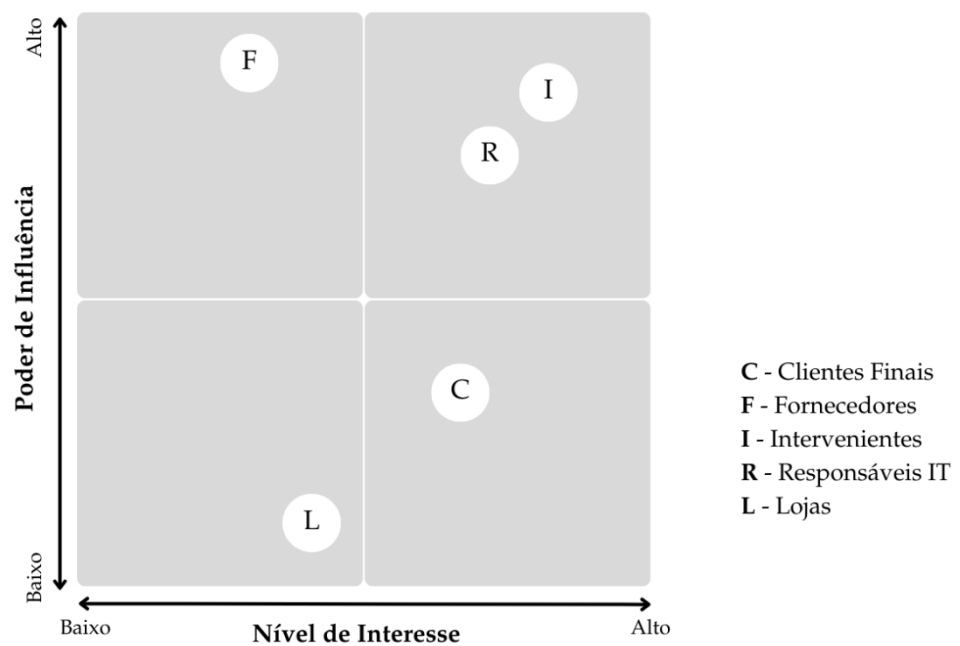 Alto
F
I
R
Poder de Influência
C
L
Baixo
Baixo
Nível de Interesse
Alto
C - Clientes Finais
F - Fornecedores
I - Intervenientes
R - Responsáveis IT
L - Lojas